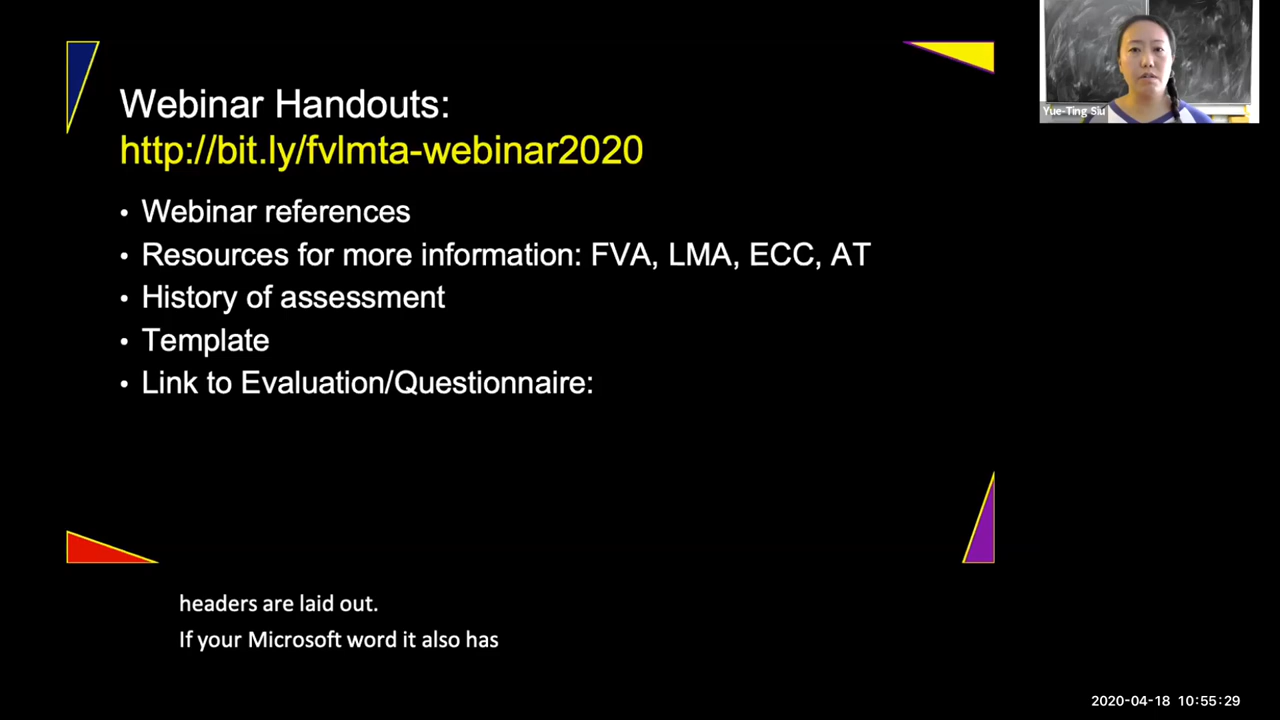 Webinar Handouts:
http://bit.ly/fvlmta-webinar2020
• Webinar references
• Resources for more information: FVA, LMA, ECC, AT
• History of assessment
• Template
• Link to Evaluation/Questionnaire:
Yue-Ting Siu
headers are laid out.
If your Microsoft word it also has
2020-04-18 10:55:29